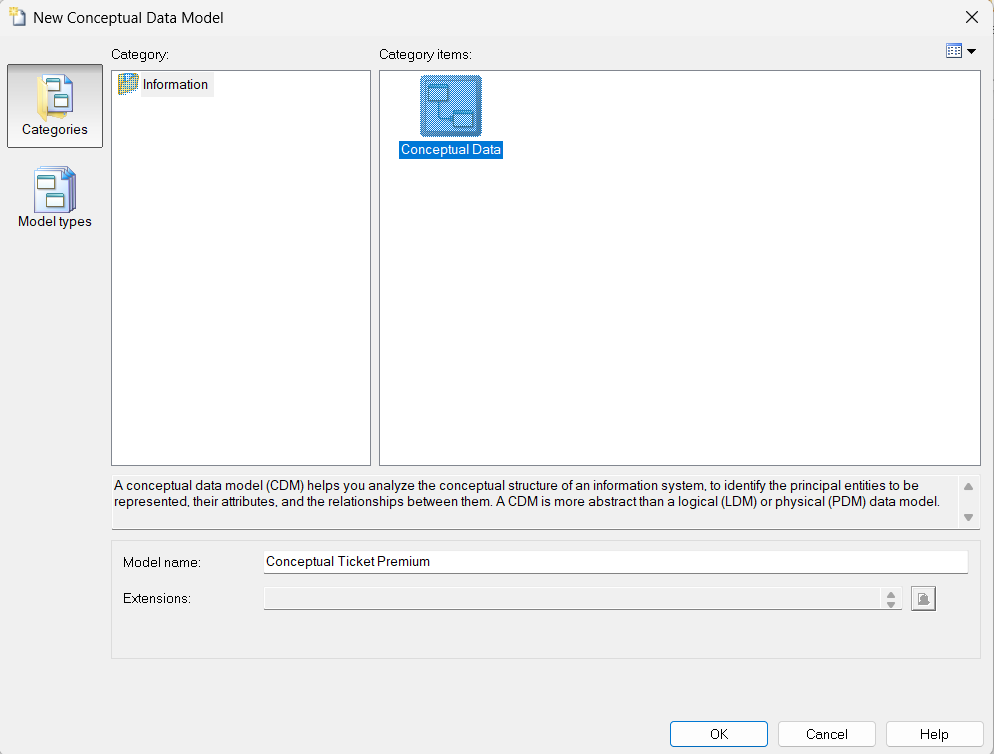 New Conceptual Data Model
Category:
Category items:
Categories
Model types
Information
Conceptual Data
A conceptual data model (CDM) helps you analyze the conceptual structure of an information system, to identify the principal entities to be
represented, their attributes, and the relationships between them. A CDM is more abstract than a logical (LDM) or physical (PDM) data model.
Model name:
Conceptual Ticket Premium
Extensions:
OK
Cancel
Help